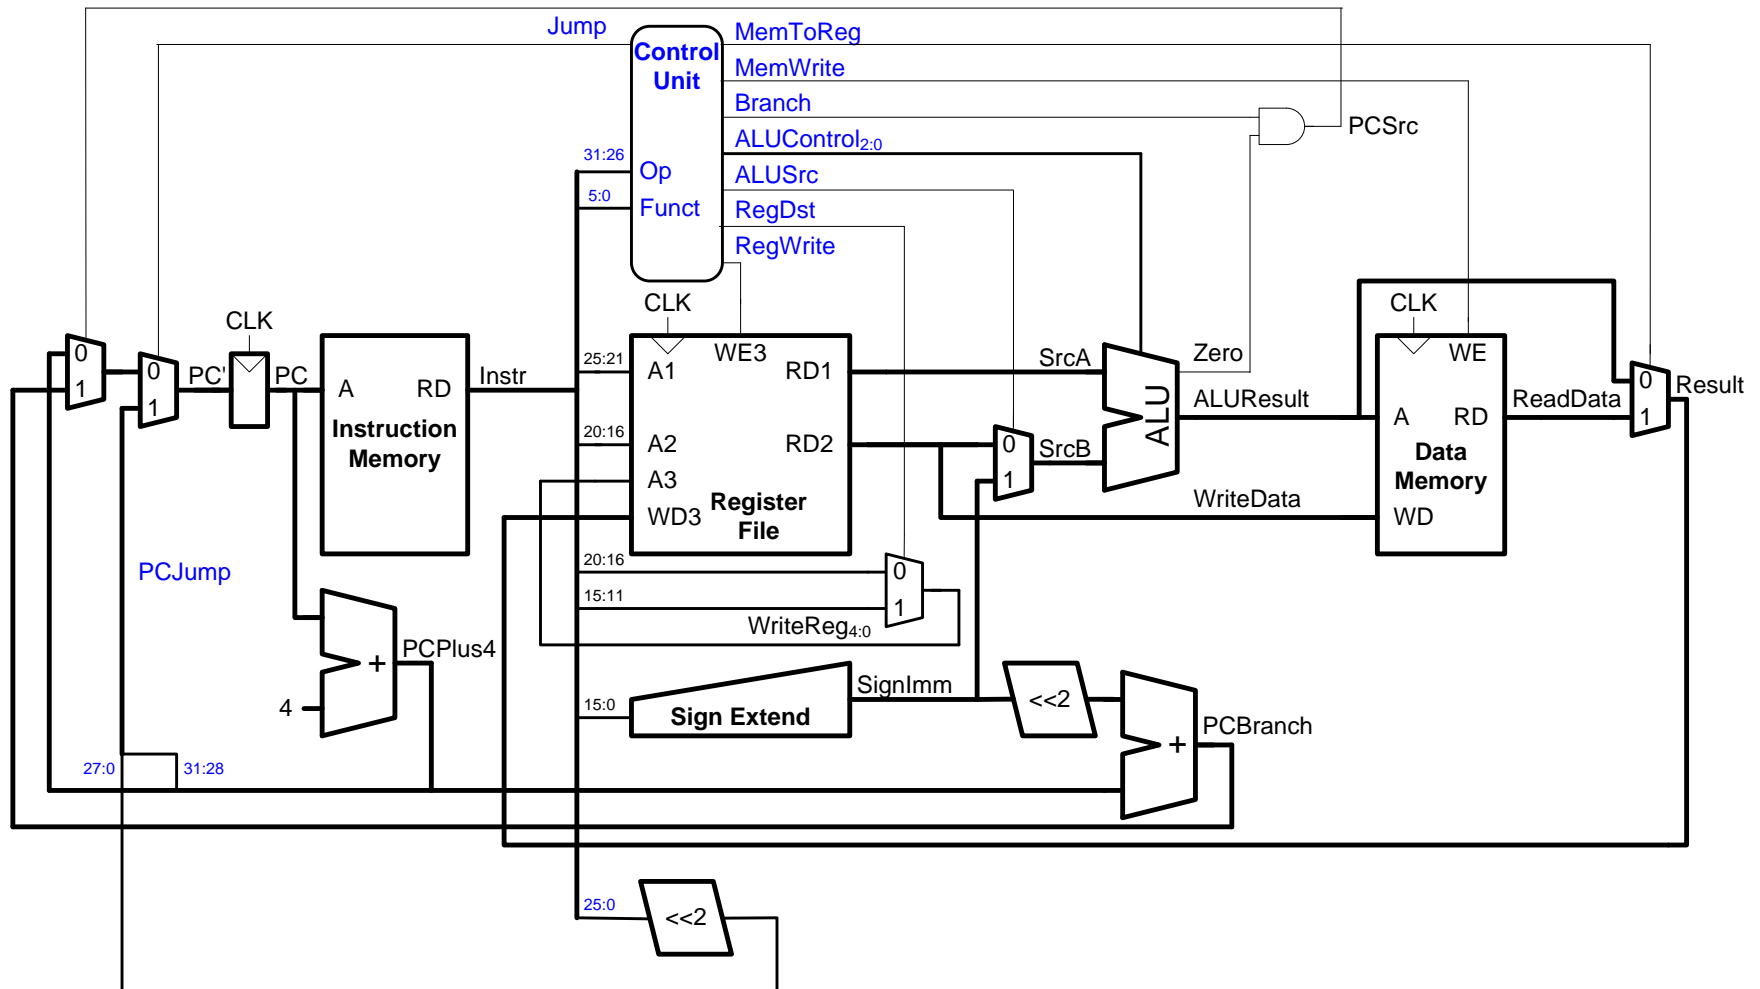 Jump
Control
Unit
MemToReg
MemWrite
Branch
PCSrc
ALUControl2:0
31:26
Op
ALUSrc
5:0
Funct
RegDst
RegWrite
CLK
CLK
CLK
0
1
0
1
PC'
PC
A
RD
Instruction
Memory
Instr
25:21
A1
WE3
RD1
SrcA
Zero
ALU
ALUResult
WE
A
RD
ReadData
0
1
Result
20:16
A2
RD2
0
1
SrcB
Data
Memory
A3
Register
File
WD3
WriteData
WD
PCJump
20:16
0
15:11
1
WriteReg4:0
PCPlus4
+
4
15:0
Sign Extend
SignImm
<<2
+
PCBranch
27:0
31:28
25:0
<<2